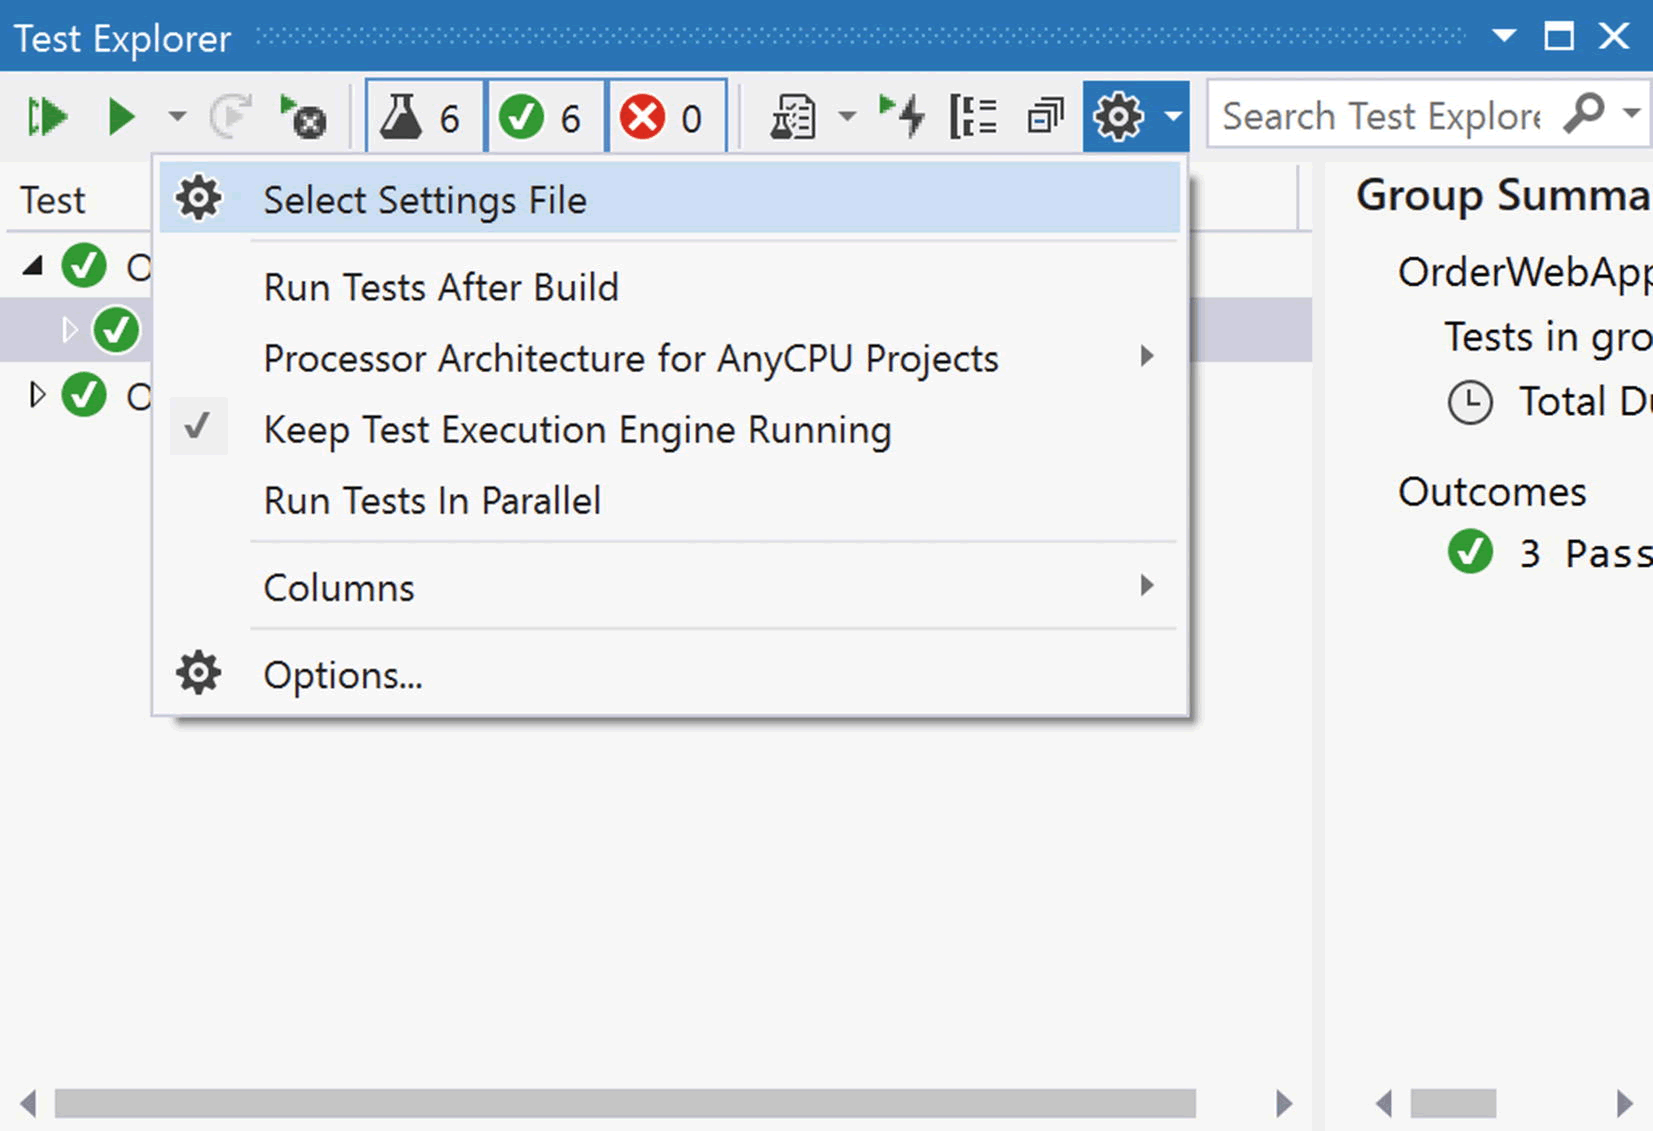 Test Explorer
6 6 0 Search Test Explore
Test
Select Settings File
Run Tests After Build
Processor Architecture for AnyCPU Projects
Keep Test Execution Engine Running
Run Tests In Parallel
Columns
Options...
O
O
Group Summa
OrderWebApp
Tests in gro
Total Du
Outcomes
3 Pass